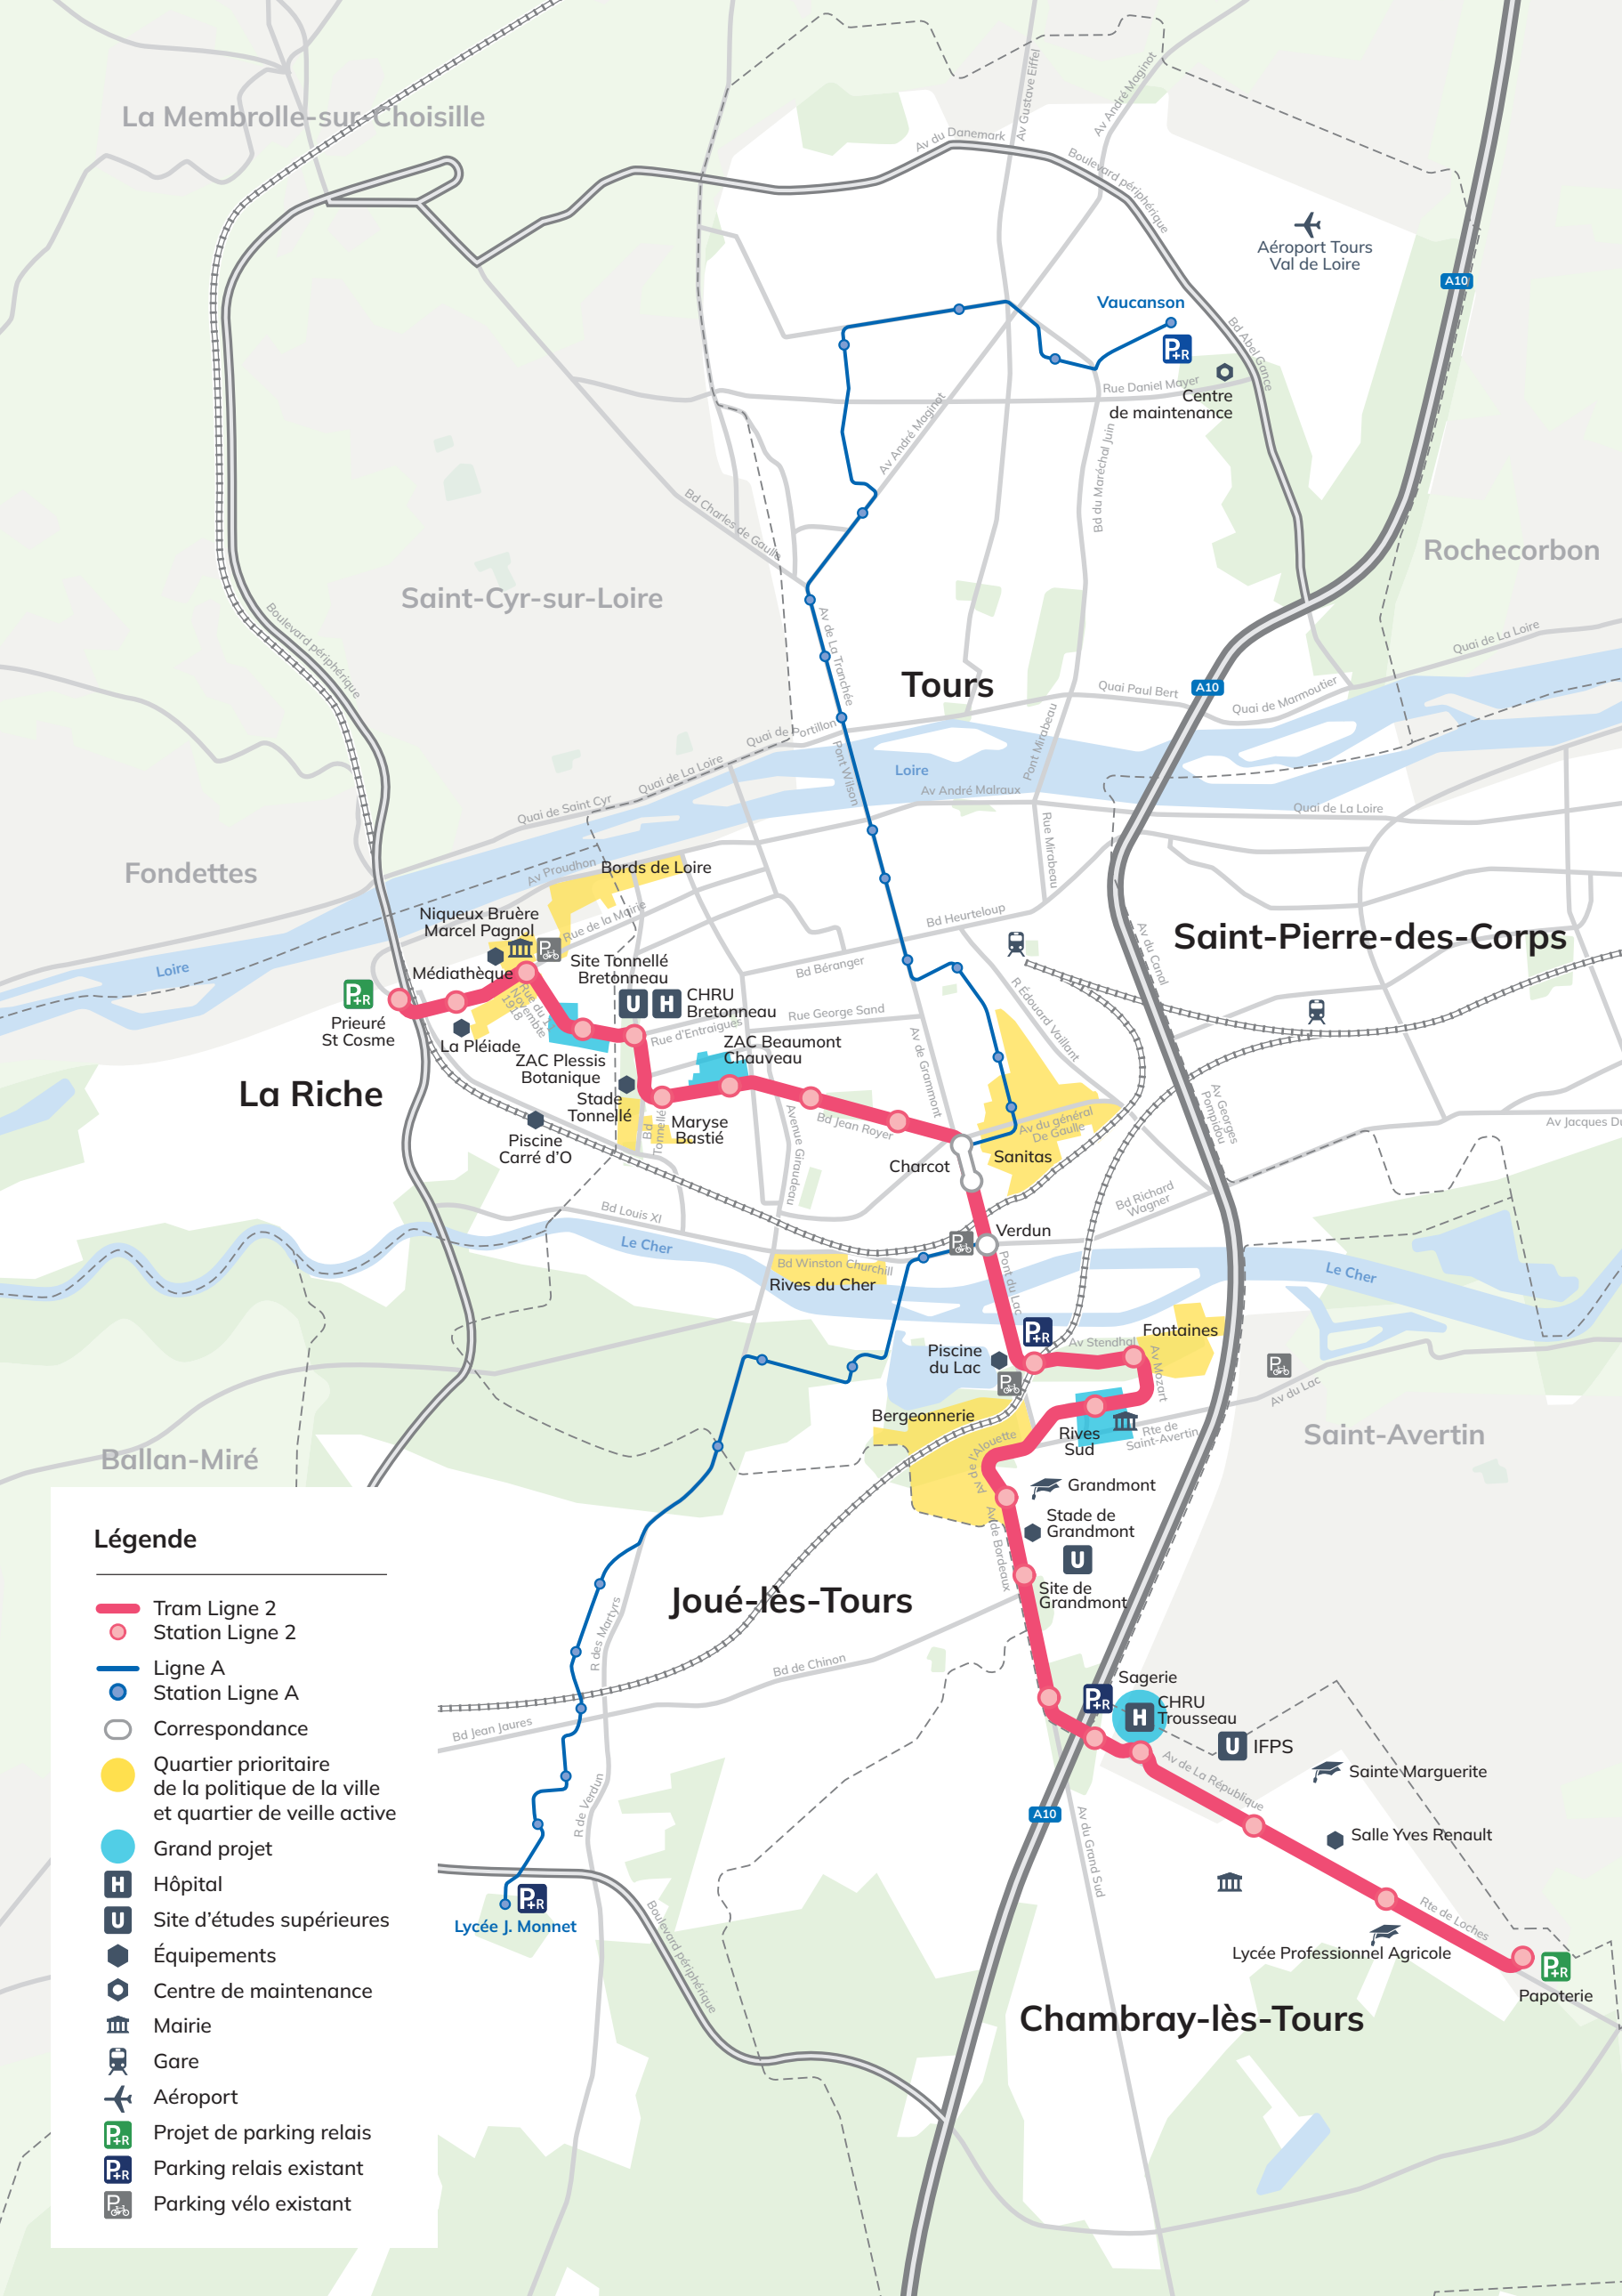 La Membrolle-sur-Choisille
Av Gustave Eiffel
Av André Maginot
Av du Danemark
Boulevard périphérique
Aéroport Tours
Val de Loire
A10
Vaucanson
P+R
Bd Abel Gance
Rue Daniel Mayer
Centre
de maintenance
Av André Maginot
Bd du Maréchal Juin
Bd Charles de Gaulle
Rochecorbon
Saint-Cyr-sur-Loire
Boulevard périphérique
Av de La Tranchée
Quai de La Loire
Tours
A10
Quai Paul Bert
Quai de Marmoutier
Quai de Portillon
Pont Wilson
Pont Mirabeau
Loire
Quai de La Loire
Av André Malraux
Quai de Saint Cyr
Quai de La Loire
Rue Mirabeau
Fondettes
Av Proudhon
Bords de Loire
Niqueux Bruère
Marcel Pagnol
Rue de la Mairie
Bd Heurteloup
Saint-Pierre-des-Corps
Av du Canal
Loire
Médiathèque
Site Tonnellé
Bretonneau
Bd Béranger
P+R
U
H
CHRU
Bretonneau
Rue du 11
Novembre
1918
R Édouard Vaillant
Prieuré
St Cosme
La Pléiade
Rue d'Entraigues
Rue George Sand
ZAC Beaumont
Chauveau
Av de Grammont
ZAC Plessis
Botanique
La Riche
Stade
Tonnellé
Maryse
Bastié
Bd
Tonnellé
Avenue Giraudeau
Bd Jean Royer
Av du général
De Gaulle
Av Georges
Pompidou
Av Jacques Du
Piscine
Carré d'O
Charcot
Sanitas
Bd Louis XI
Bd Richard
Wagner
Le Cher
Verdun
Pont du Lac
Bd Winston Churchill
Rives du Cher
Le Cher
P+R
Fontaines
Av Stendhal
Piscine
du Lac
Av Mozart
Av du Lac
Bergeonnerie
Rives
Sud
Rte de
Saint-Avertin
Saint-Avertin
Av de l'Alouette
Ballan-Miré
Grandmont
Stade de
Grandmont
Av de Bordeaux
U
Site de
Grandmont
Joué-lès-Tours
R des Martyrs
Bd de Chinon
Sagerie
P+R
H
CHRU
Trousseau
U IFPS
Bd Jean Jaures
Av de La République
Sainte Marguerite
R de Verdun
A10
Av du Grand Sud
Salle Yves Renault
P+R
Lycée J. Monnet
Boulevard périphérique
Rte de Loches
Lycée Professionnel Agricole
P+R
Papoterie
Chambray-lès-Tours
Légende
Tram Ligne 2
Station Ligne 2
Ligne A
Station Ligne A
Correspondance
Quartier prioritaire
de la politique de la ville
et quartier de veille active
Grand projet
H Hôpital
U Site d'études supérieures
Équipements
Centre de maintenance
Mairie
Gare
Aéroport
P+R Projet de parking relais
P+R Parking relais existant
P Parking vélo existant